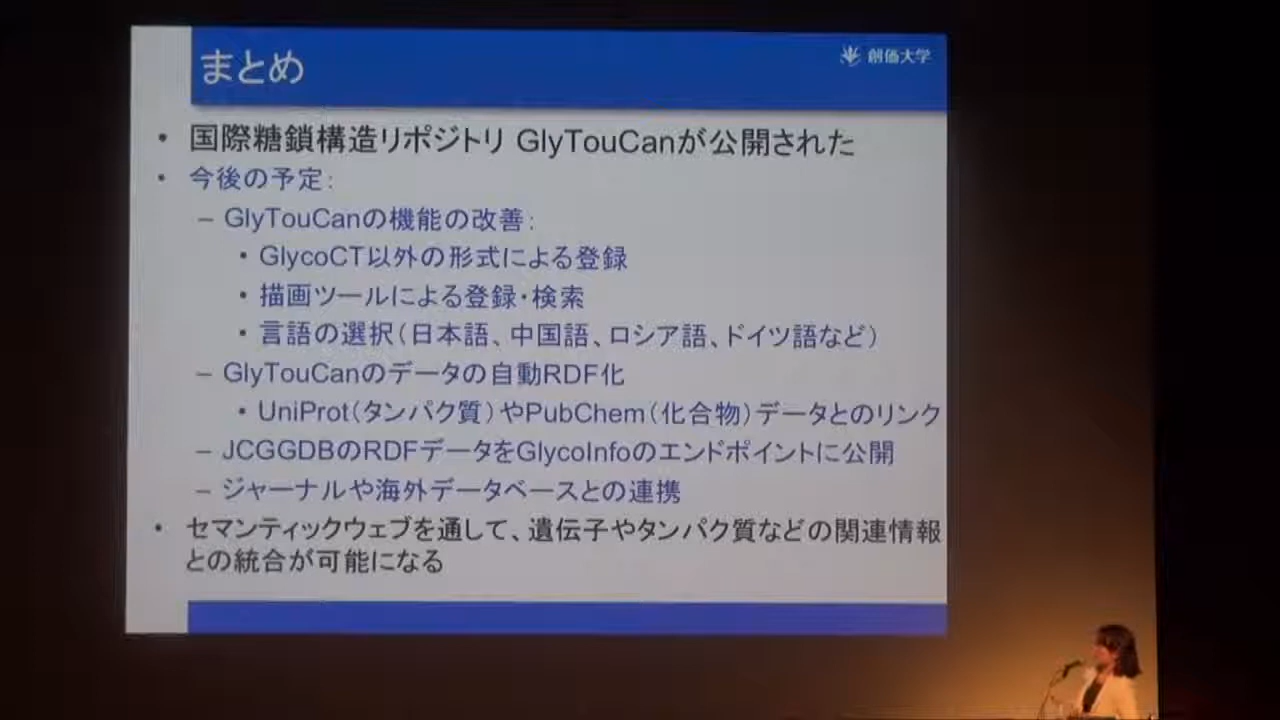 まとめ
創価大学
• 国際糖鎖構造リポジトリ GlyTouCanが公開された
• 今後の予定:
– GlyTouCanの機能の改善:
• GlycoCT以外の形式による登録
• 描画ツールによる登録・検索
• 言語の選択（日本語、中国語、ロシア語、ドイツ語など）
– GlyTouCanのデータの自動RDF化
• UniProt（タンパク質）やPubChem（化合物）データとのリンク
– JCGGDBのRDFデータをGlycoInfoのエンドポイントに公開
– ジャーナルや海外データベースとの連携
• セマンティックウェブを通して、遺伝子やタンパク質などの関連情報
との統合が可能になる